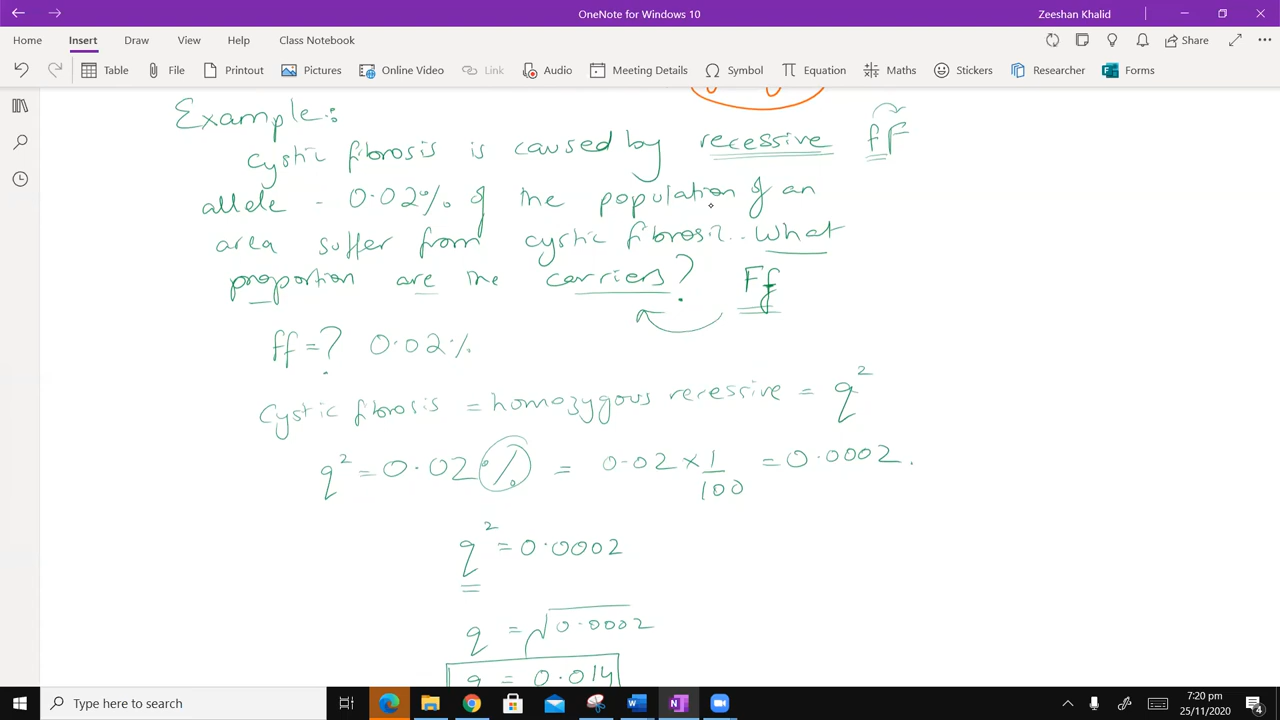 OneNote for Windows 10
Zeeshan Khalid
Home Insert Draw View Help Class Notebook
Share
Table File Printout Pictures Online Video Link Audio Meeting Details Symbol Equation Maths Stickers Researcher Forms
Example:
Cystic fibrosis is caused by recessive fF
allele - 0.02% of the population of an
area suffer from cystic fibrosis.. What
proportion are the carriers? Ff
ff = ? 0.02%
Cystic fibrosis = homozygous recessive = q²
q² = 0.02% = 0.02 × 1/100 = 0.0002.
q² = 0.0002
q = √0.0002
q = 0.014
Type here to search
7:20 pm
25/11/2020
4